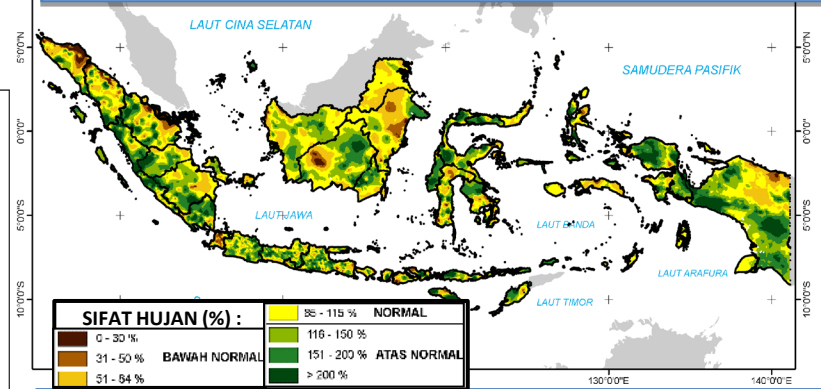 LAUT CINA SELATAN
SAMUDERA PASIFIK
5°0'0"N
5°0'0"N
0°0'0"
0°0'0"
LAUT JAWA
5°0'0"S
5°0'0"S
LAUT BANDA
LAUT ARAFURA
10°0'0"S
10°0'0"S
LAUT TIMOR
SIFAT HUJAN (%) :
0 - 30 %
31 - 50 % BAWAH NORMAL
51 - 84 %
85 - 115 % NORMAL
116 - 150 %
151 - 200 % ATAS NORMAL
> 200 %
130°0'0"E
140°0'0"E